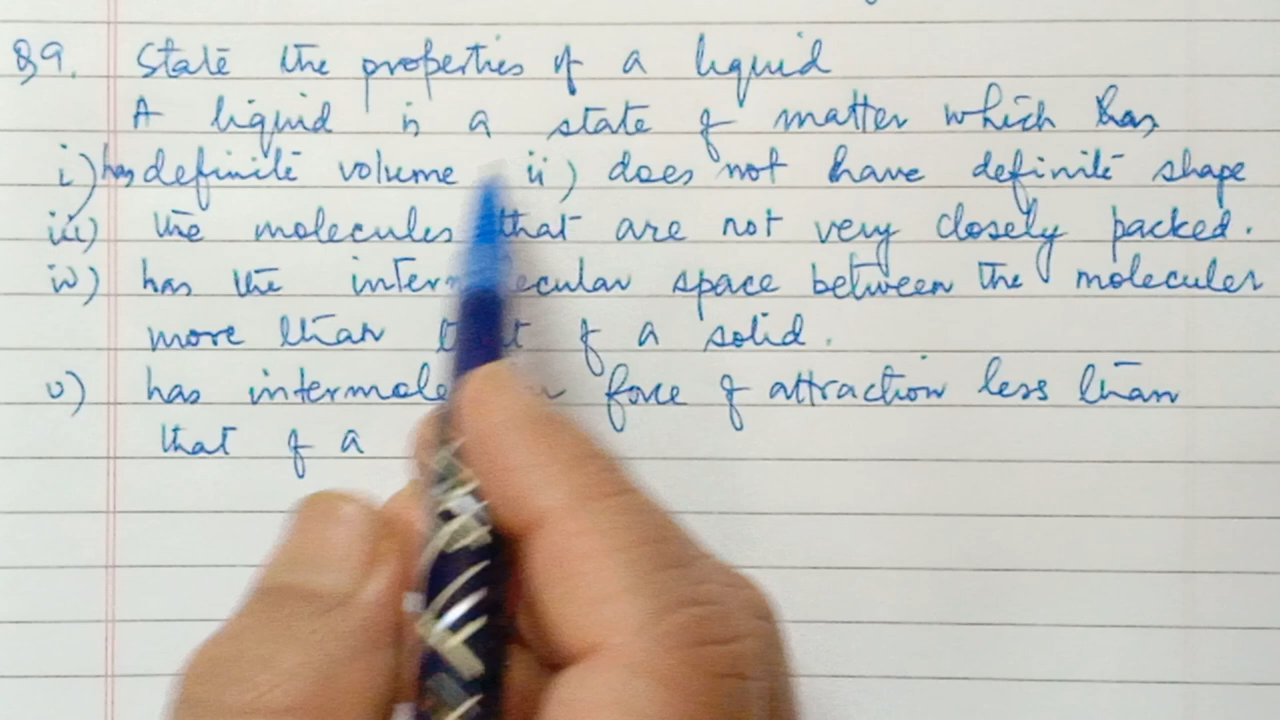 Q9. State the properties of a liquid
A liquid is a state of matter which has
i) has definite volume ii) does not have definite shape
iii) the molecules that are not very closely packed.
iv) has the inter ecular space between the molecules
more than of a solid.
v) has intermole force of attraction less than
that of a